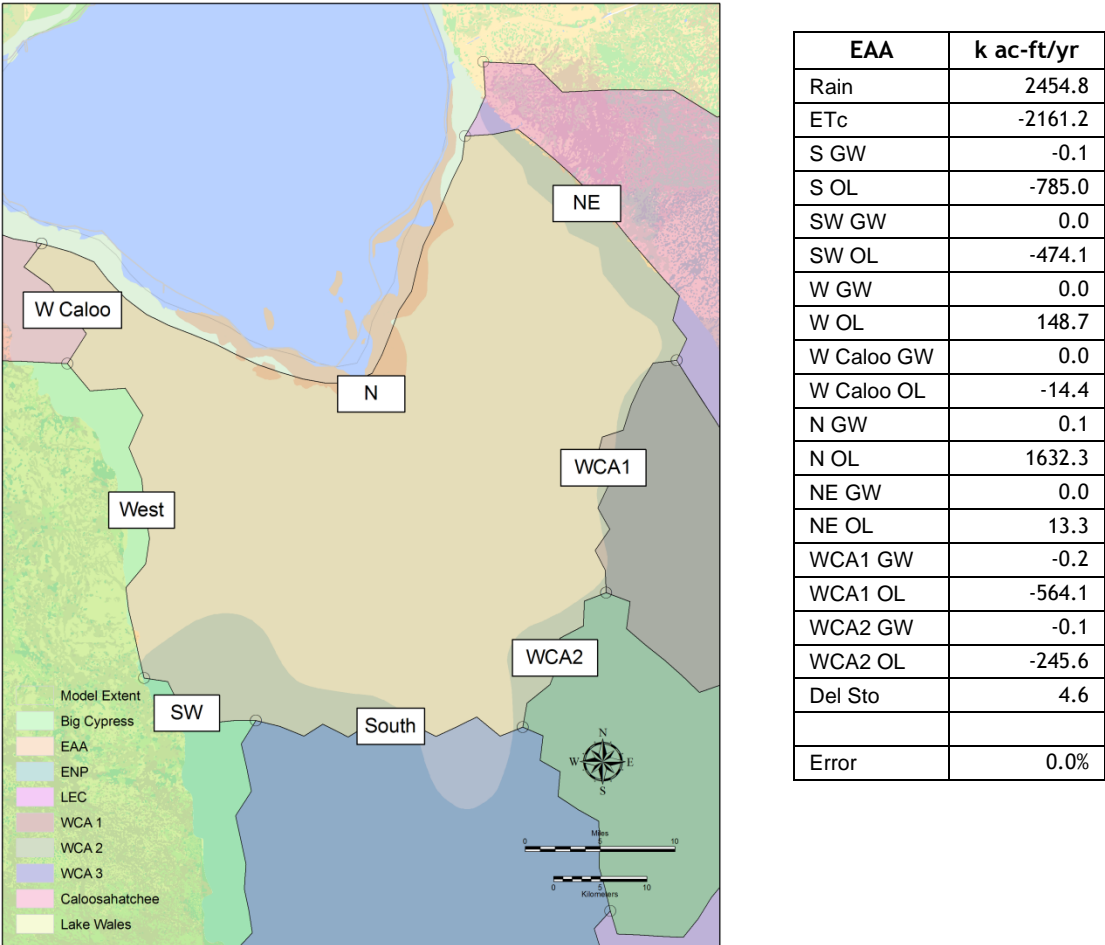 NE
W Caloo
N
WCA1
West
WCA2
SW
South
N
W
E
S
Model Extent
Big Cypress
EAA
ENP
LEC
WCA 1
WCA 2
WCA 3
Caloosahatchee
Lake Wales
Miles
0 5 10
0 5 10
Kilometers
EAA k ac-ft/yr
Rain 2454.8
ETc -2161.2
S GW -0.1
S OL -785.0
SW GW 0.0
SW OL -474.1
W GW 0.0
W OL 148.7
W Caloo GW 0.0
W Caloo OL -14.4
N GW 0.1
N OL 1632.3
NE GW 0.0
NE OL 13.3
WCA1 GW -0.2
WCA1 OL -564.1
WCA2 GW -0.1
WCA2 OL -245.6
Del Sto 4.6
Error 0.0%